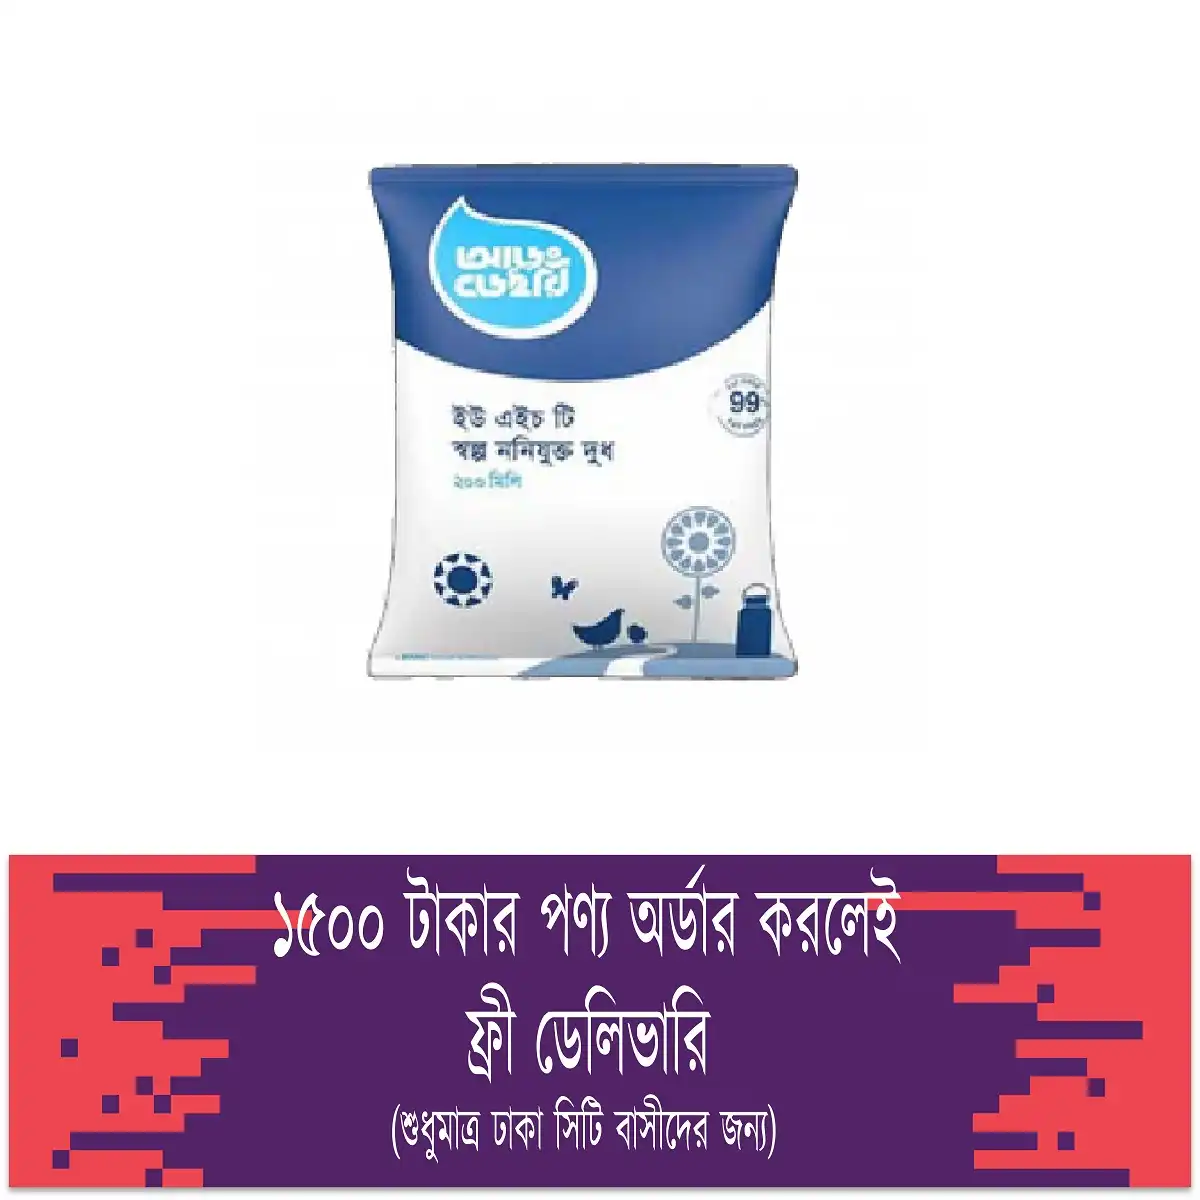 আড়ং
ডেইরি
99
ইউ এইচ টি
স্বল্প ননিযুক্ত দুধ
২০০ মিলি
১৫০০ টাকার পণ্য অর্ডার করলেই
ফ্রী ডেলিভারি
(শুধুমাত্র ঢাকা সিটি বাসীদের জন্য)